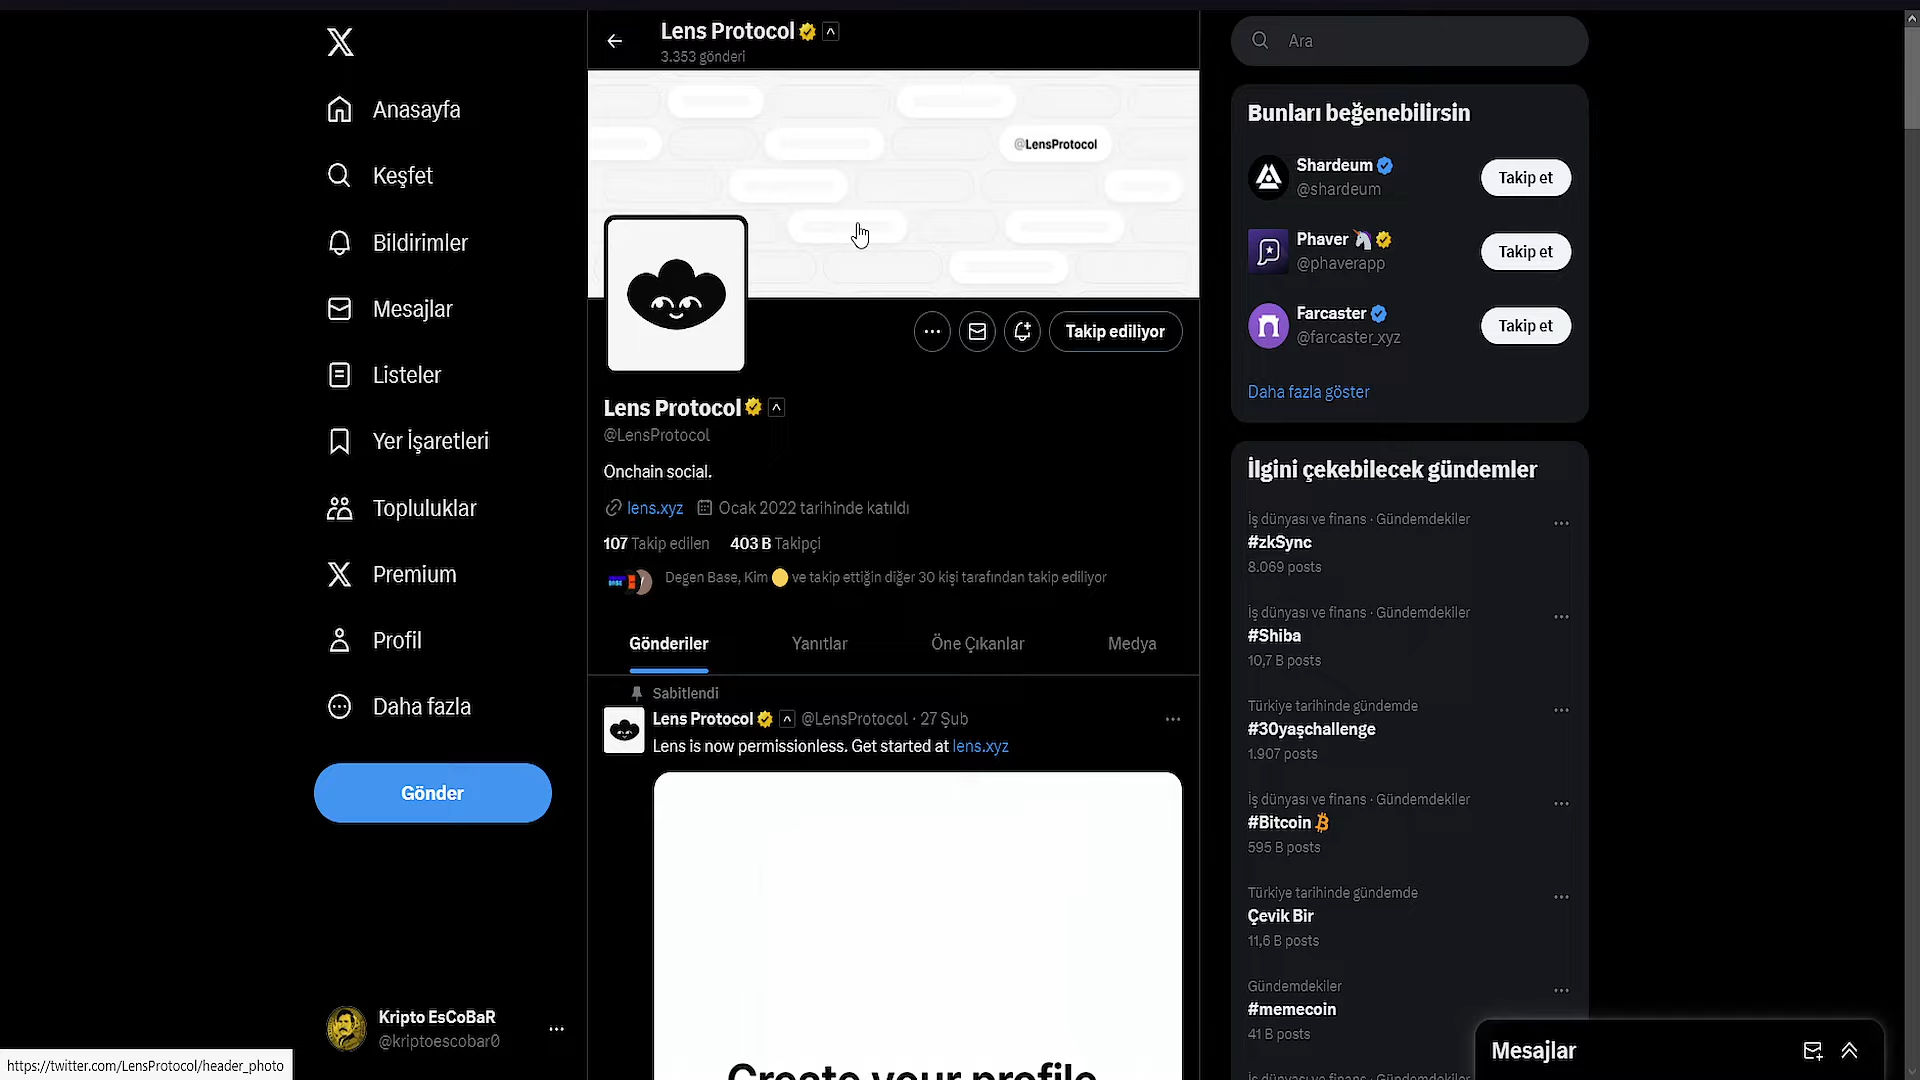 Anasayfa
Keşfet
Bildirimler
Mesajlar
Listeler
Yer İşaretleri
Topluluklar
Premium
Profil
Daha fazla
Gönder
Kripto EsCoBaR
@kriptoescobar0
https://twitter.com/LensProtocol/header_photo
Lens Protocol
3.353 gönderi
@LensProtocol
Takip ediliyor
Lens Protocol
@LensProtocol
Onchain social.
lens.xyz Ocak 2022 tarihinde katıldı
107 Takip edilen 403 B Takipçi
Degen Base, Kim ve takip ettiğin diğer 30 kişi tarafından takip ediliyor
Gönderiler Yanıtlar Öne Çıkanlar Medya
Sabitlendi
Lens Protocol @LensProtocol · 27 Şub
Lens is now permissionless. Get started at lens.xyz
Create your profile
Ara
Bunları beğenebilirsin
Shardeum
@shardeum
Takip et
Phaver
@phaverapp
Takip et
Farcaster
@farcaster_xyz
Takip et
Daha fazla göster
İlgini çekebilecek gündemler
İş dünyası ve finans · Gündemdekiler
#zkSync
8.069 posts
İş dünyası ve finans · Gündemdekiler
#Shiba
10,7 B posts
Türkiye tarihinde gündemde
#30yaşchallenge
1.907 posts
İş dünyası ve finans · Gündemdekiler
#Bitcoin
595 B posts
Türkiye tarihinde gündemde
Çevik Bir
11,6 B posts
Gündemdekiler
#memecoin
41 B posts
İş dünyası ve finans · Gündemdekiler
Mesajlar